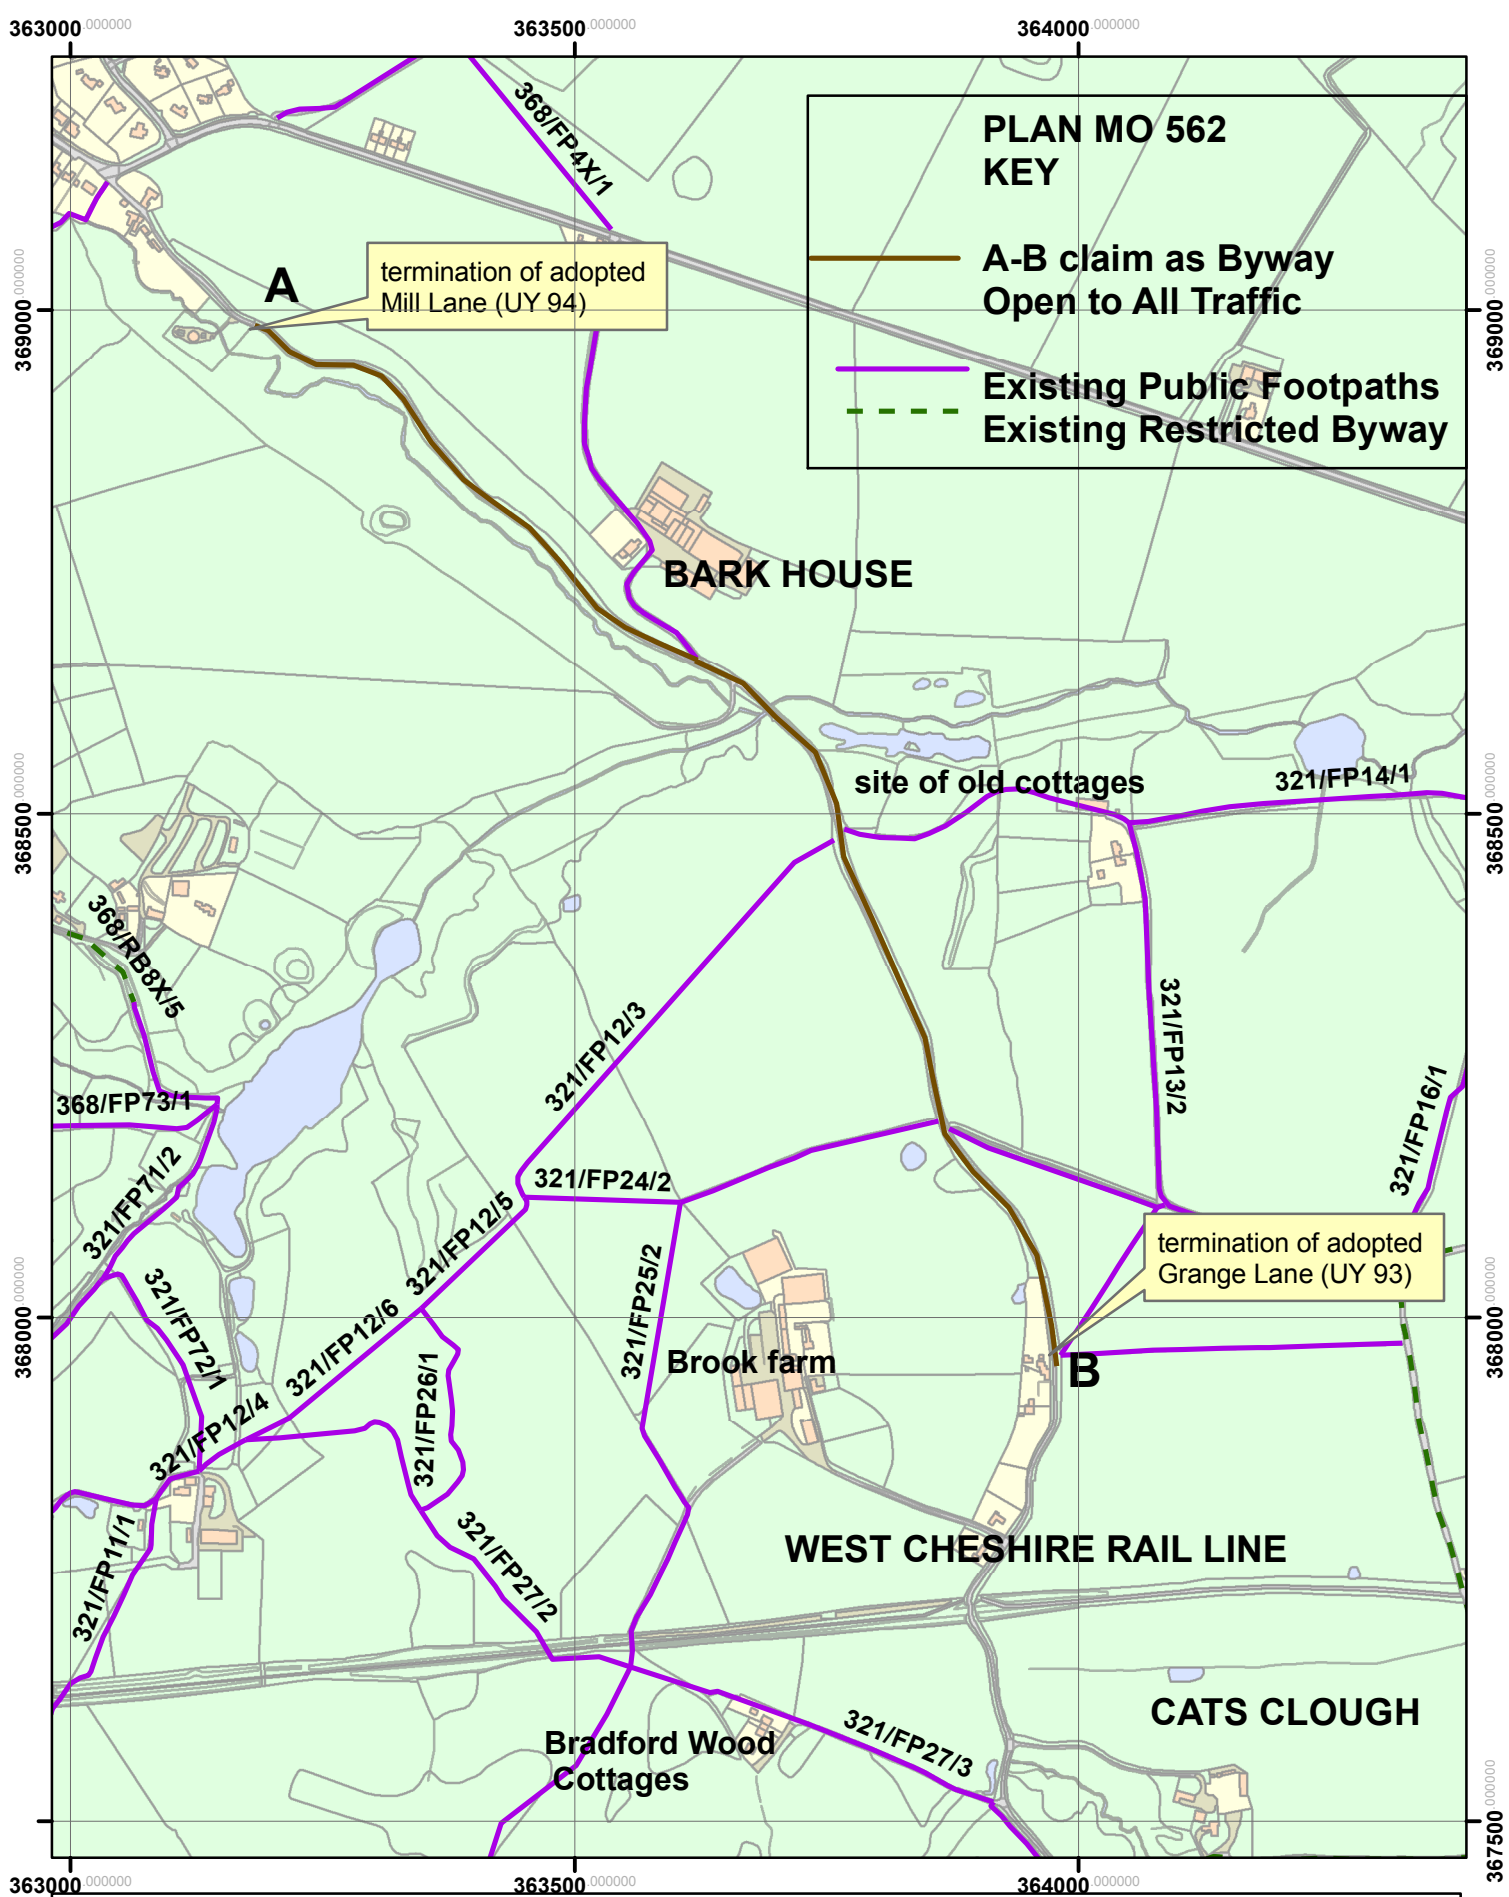 363000.000000
363500.000000
364000.000000
PLAN MO 562
KEY
A-B claim as Byway
Open to All Traffic
Existing Public Footpaths
Existing Restricted Byway
368/FP4X/1
A
termination of adopted
Mill Lane (UY 94)
369000.000000
369000.000000
BARK HOUSE
site of old cottages
321/FP14/1
368500.000000
368500.000000
368/RB8X/5
321/FP12/3
321/FP13/2
321/FP16/1
368/FP73/1
321/FP71/2
321/FP24/2
321/FP12/5
321/FP25/2
termination of adopted
Grange Lane (UY 93)
321/FP72/1
321/FP12/6
368000.000000
368000.000000
321/FP26/1
Brook farm
B
321/FP12/4
321/FP11/1
321/FP27/2
WEST CHESHIRE RAIL LINE
CATS CLOUGH
321/FP27/3
Bradford Wood
Cottages
367500.000000
363000.000000
363500.000000
364000.000000